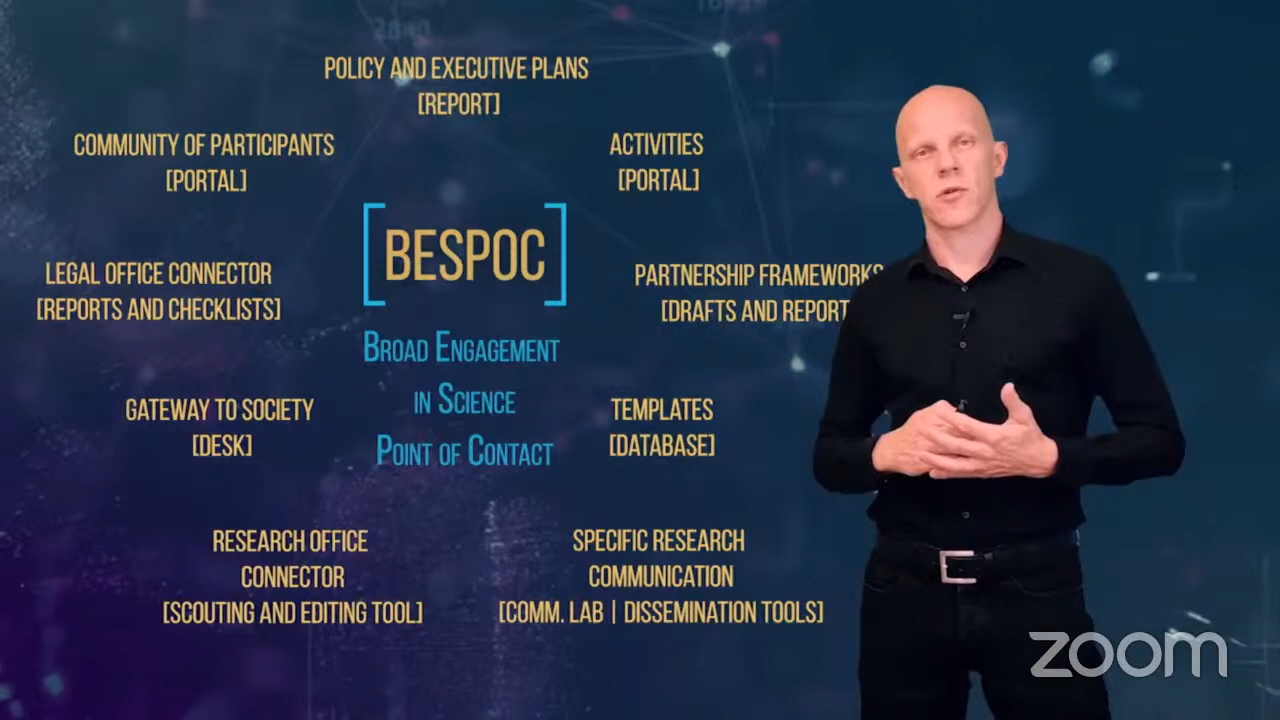 POLICY AND EXECUTIVE PLANS
[REPORT]
COMMUNITY OF PARTICIPANTS
[PORTAL]
ACTIVITIES
[PORTAL]
[BESPOC]
LEGAL OFFICE CONNECTOR
[REPORTS AND CHECKLISTS]
PARTNERSHIP FRAMEWORKS
[DRAFTS AND REPORT
BROAD ENGAGEMENT
IN SCIENCE
POINT OF CONTACT
GATEWAY TO SOCIETY
[DESK]
TEMPLATES
[DATABASE]
RESEARCH OFFICE
CONNECTOR
[SCOUTING AND EDITING TOOL]
SPECIFIC RESEARCH
COMMUNICATION
[COMM. LAB | DISSEMINATION TOOLS]
zoom